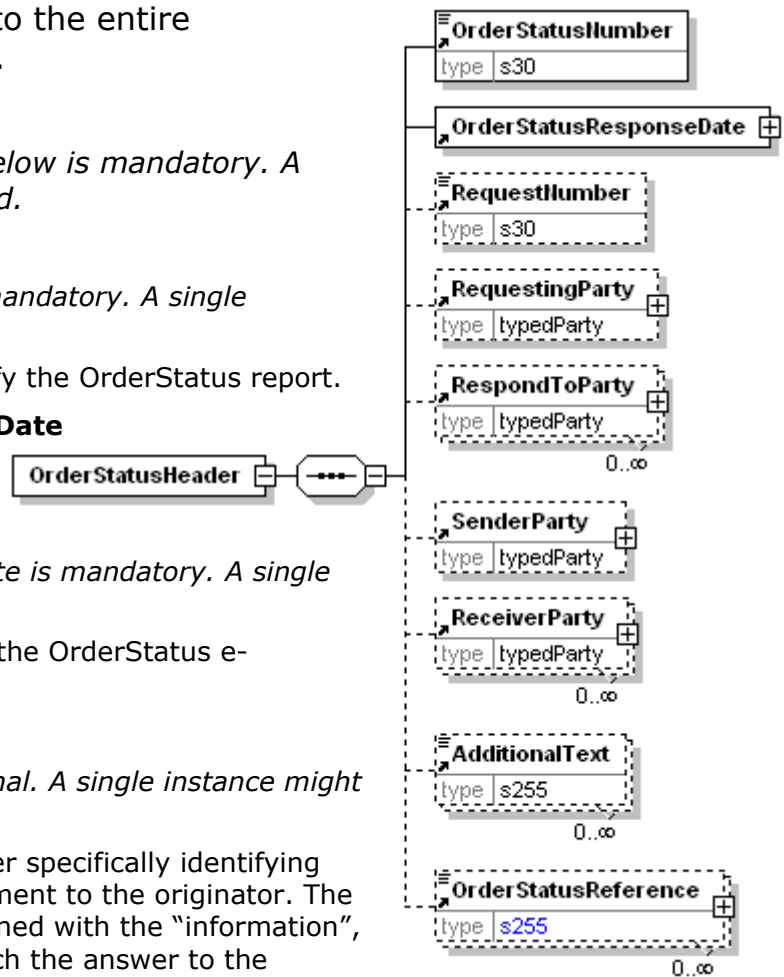 to the entire
.
elow is mandatory. A
d.
mandatory. A single
fy the OrderStatus report.
Date
te is mandatory. A single
the OrderStatus e-
nal. A single instance might
er specifically identifying
ment to the originator. The
ned with the “information”,
ch the answer to the
OrderStatusHeader
OrderStatusNumber
type s30
OrderStatusResponseDate
RequestNumber
type s30
RequestingParty
type typedParty
RespondToParty
type typedParty
0..∞
SenderParty
type typedParty
ReceiverParty
type typedParty
0..∞
AdditionalText
type s255
0..∞
OrderStatusReference
type s255
0..∞